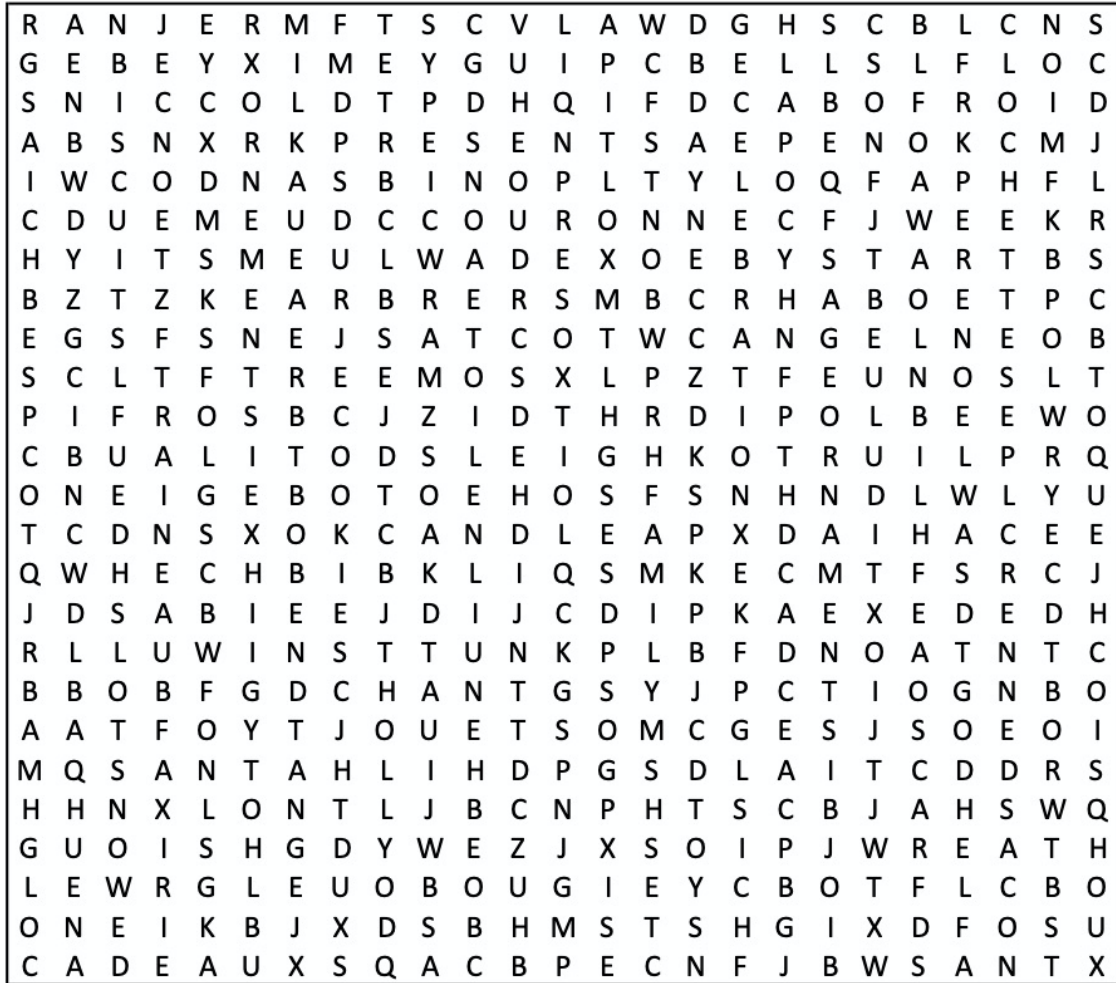 R A N J E R M F T S C V L A W D G H S C B L C N S
G E B E Y X I M E Y G U I P C B E L L S L F L O C
S N I C C O L D T P D H Q I F D C A B O F R O I D
A B S N X R K P R E S E N T S A E P E N O K C M J
I W C O D N A S B I N O P L T Y L O Q F A P H F L
C D U E M E U D C C O U R O N N E C F J W E E K R
H Y I T S M E U L W A D E X O E B Y S T A R T B S
B Z T Z K E A R B R E R S M B C R H A B O E T P C
E G S F S N E J S A T C O T W C A N G E L N E O B
S C L T F T R E E M O S X L P Z T F E U N O S L T
P I F R O S B C J Z I D T H R D I P O L B E E W O
C B U A L I T O D S L E I G H K O T R U I L P R Q
O N E I G E B O T O E H O S F S N H N D L W L Y U
T C D N S X O K C A N D L E A P X D A I H A C E E
Q W H E C H B I B K L I Q S M K E C M T F S R C J
J D S A B I E E J D I J C D I P K A E X E D E D H
R L L U W I N S T T U N K P L B F D N O A T N T C
B B O B F G D C H A N T G S Y J P C T I O G N B O
A A T F O Y T J O U E T S O M C G E S J S O E O I
M Q S A N T A H L I H D P G S D L A I T C D D R S
H H N X L O N T L J B C N P H T S C B J A H S W Q
G U O I S H G D Y W E Z J X S O I P J W R E A T H
L E W R G L E U O B O U G I E Y C B O T F L C B O
O N E I K B J X D S B H M S T S H G I X D F O S U
C A D E A U X S Q A C B P E C N F J B W S A N T X